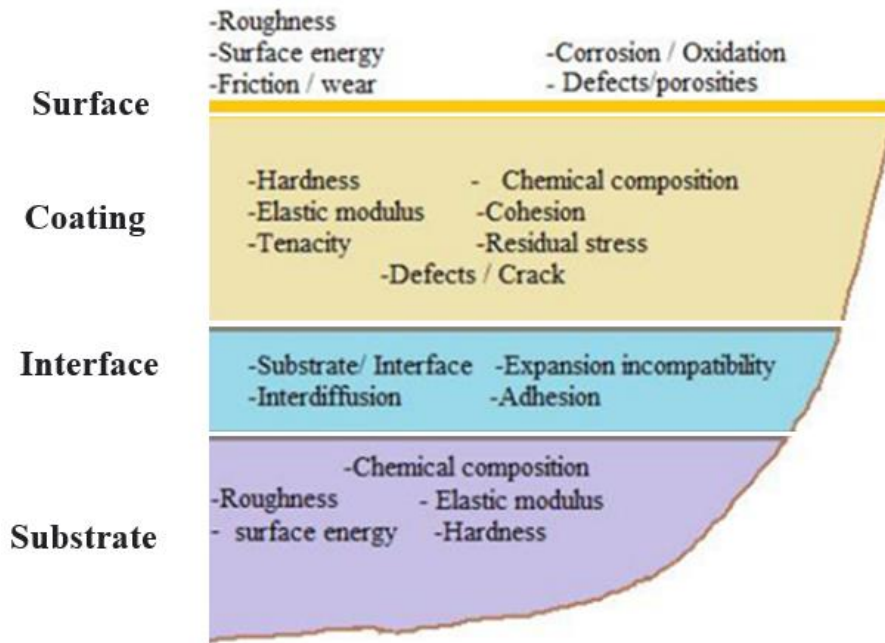 -Roughness
-Surface energy
-Corrosion / Oxidation
-Friction / wear
- Defects/porosities
Surface
-Hardness
- Chemical composition
Coating
-Elastic modulus
-Cohesion
-Tenacity
-Residual stress
-Defects / Crack
Interface
-Substrate/ Interface
-Expansion incompatibility
-Interdiffusion
-Adhesion
-Chemical composition
-Roughness
- Elastic modulus
Substrate
- surface energy
-Hardness